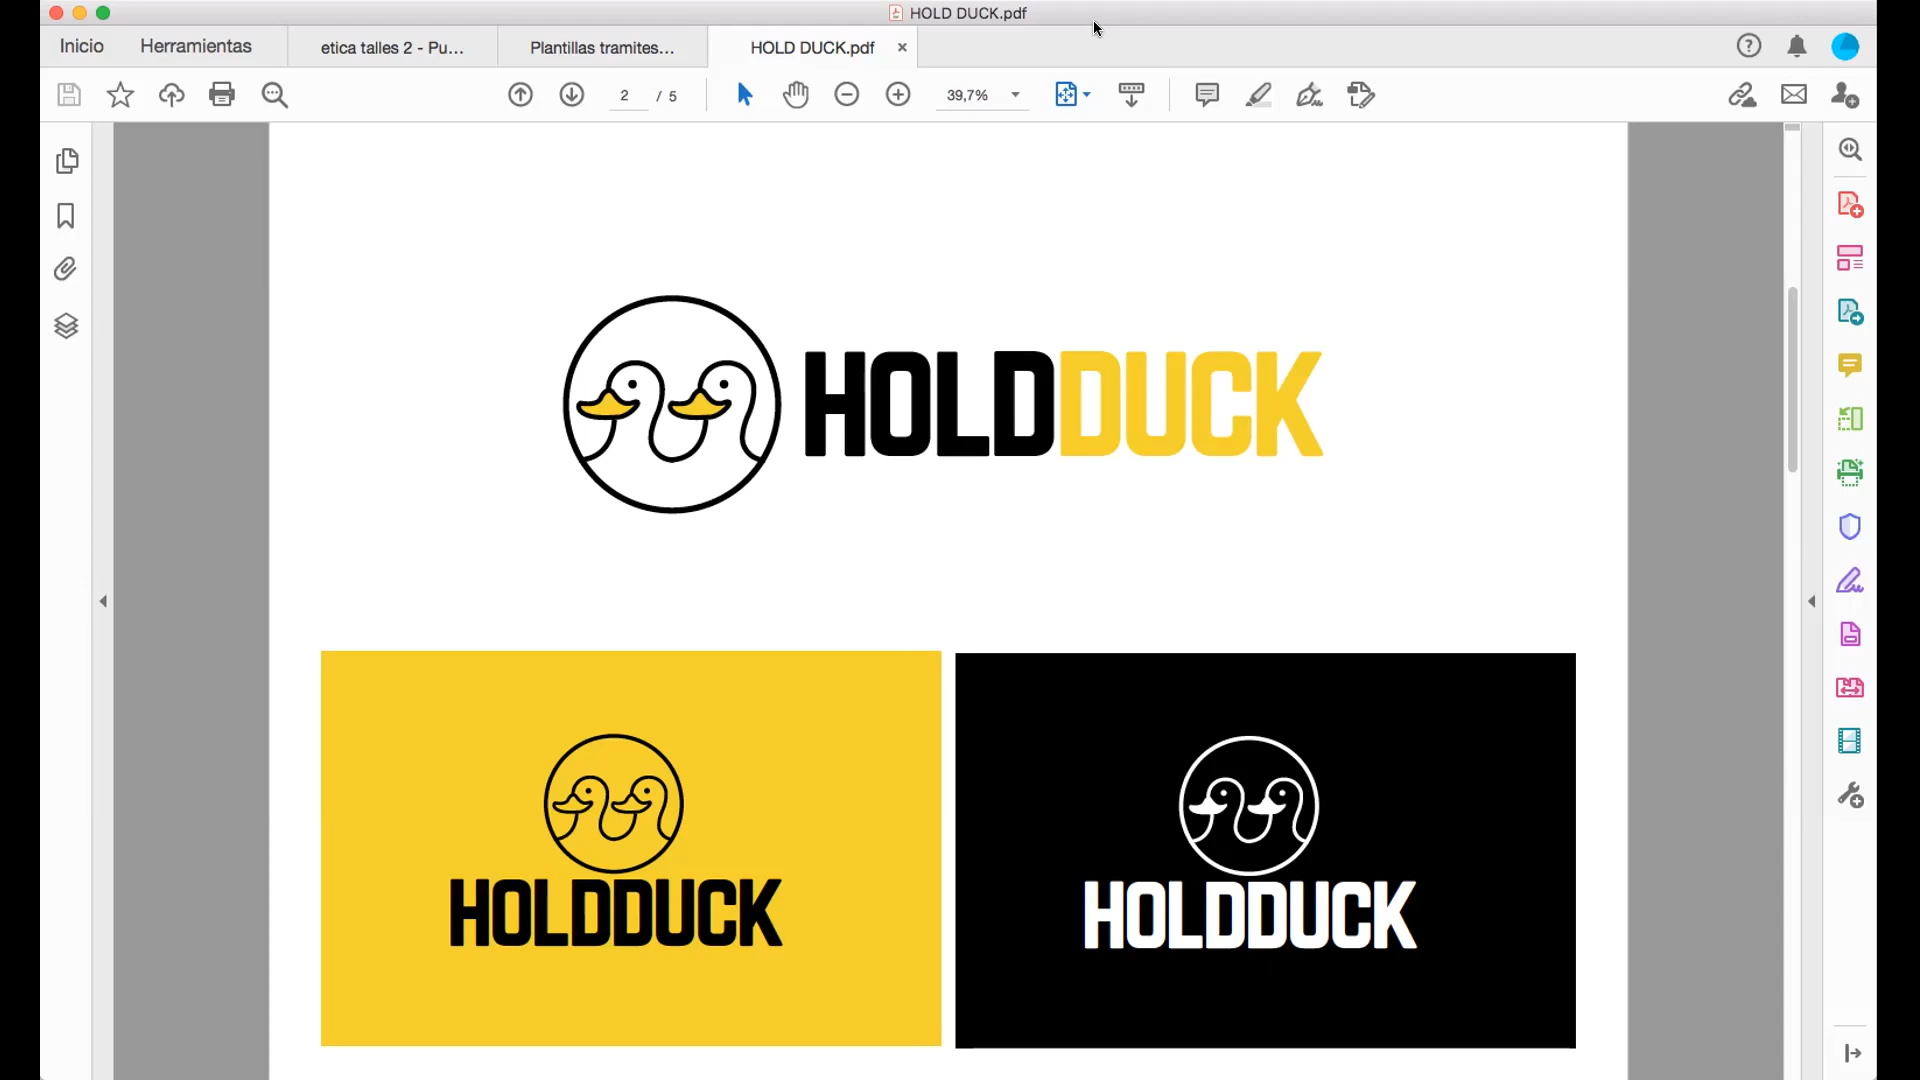 HOLD DUCK.pdf
Inicio
Herramientas
etica talles 2 - Pu...
Plantillas tramites...
HOLD DUCK.pdf
2 / 5
39,7%
HOLDDUCK
HOLDDUCK
HOLDDUCK